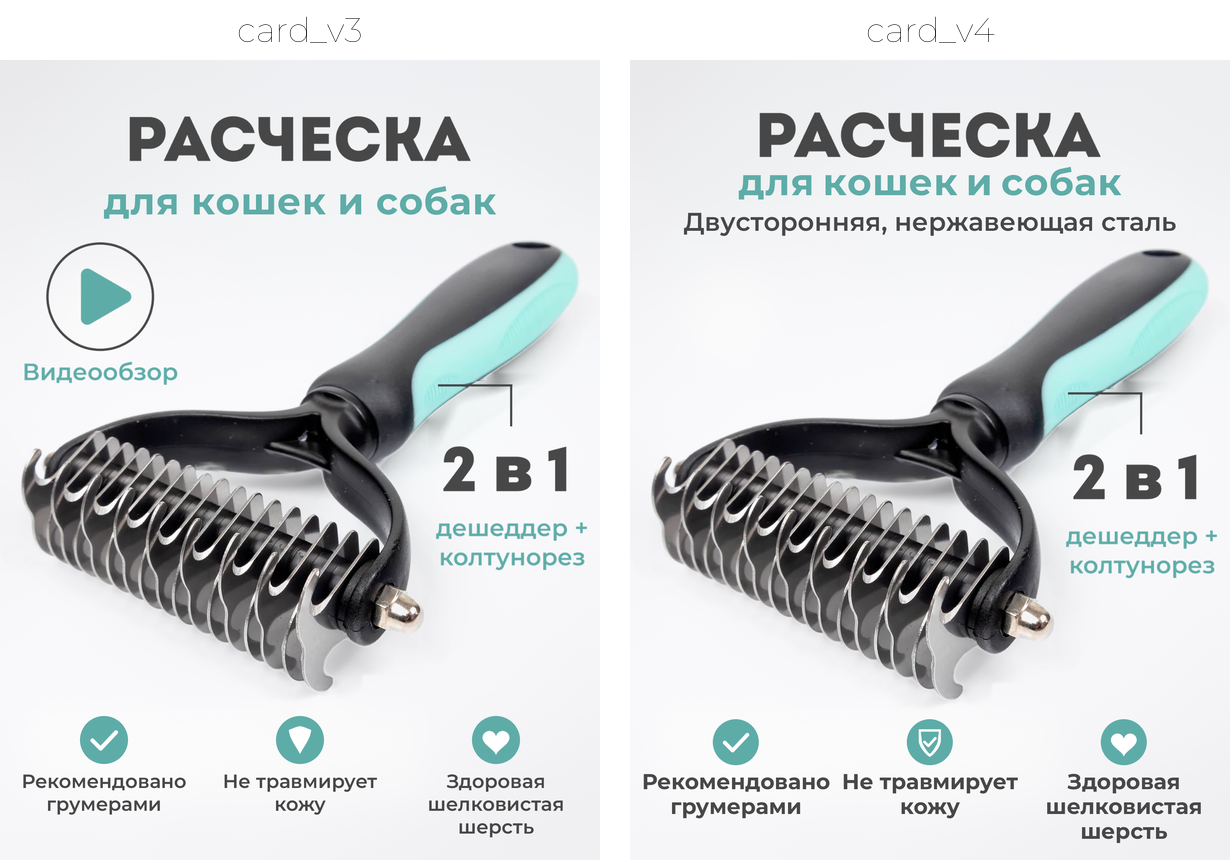 card_v3
РАСЧЕСКА
для кошек и собак
Видеообзор
2 в 1
дешеддер +
колтунорез
Рекомендовано
грумерами
Не травмирует
кожу
Здоровая
шелковистая
шерсть
card_v4
РАСЧЕСКА
для кошек и собак
Двусторонняя, нержавеющая сталь
2 в 1
дешеддер +
колтунорез
Рекомендовано
грумерами
Не травмирует
кожу
Здоровая
шелковистая
шерсть